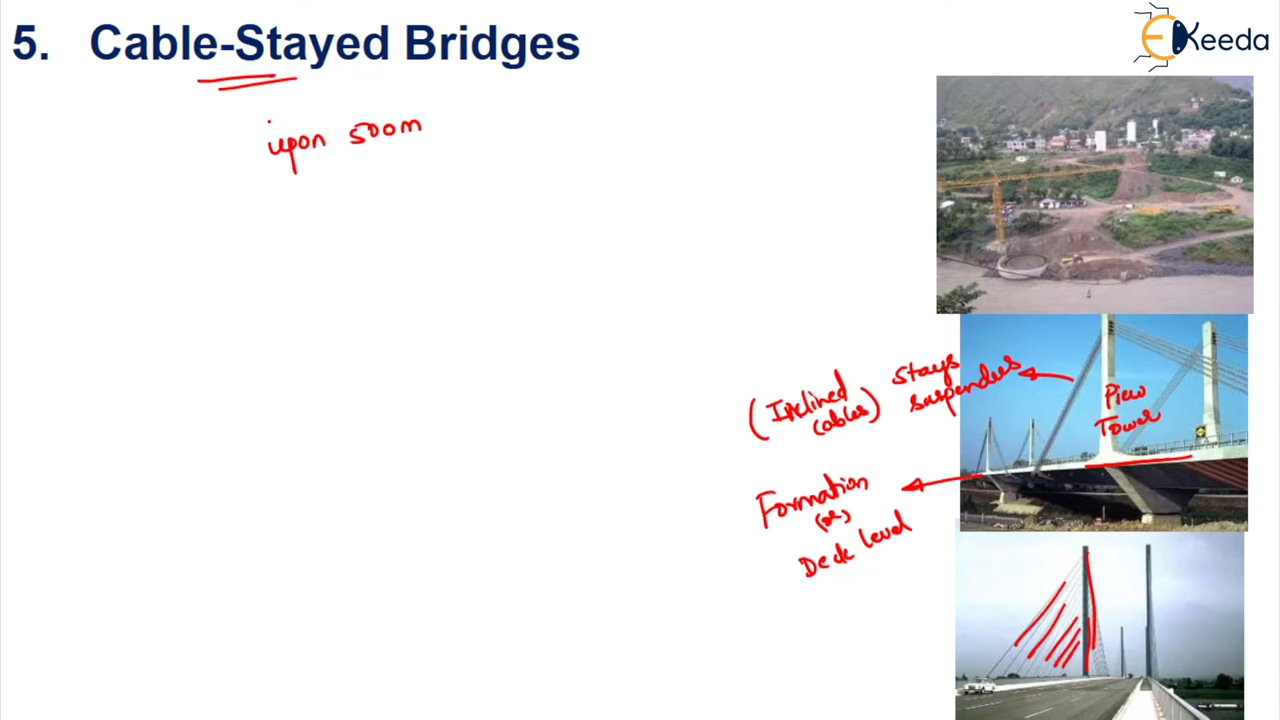 5. Cable-Stayed Bridges
EKeeda
upon 500m
(Inclined
cables)
stays
suspenders
Pier
Tower
Formation
(or)
Deck level